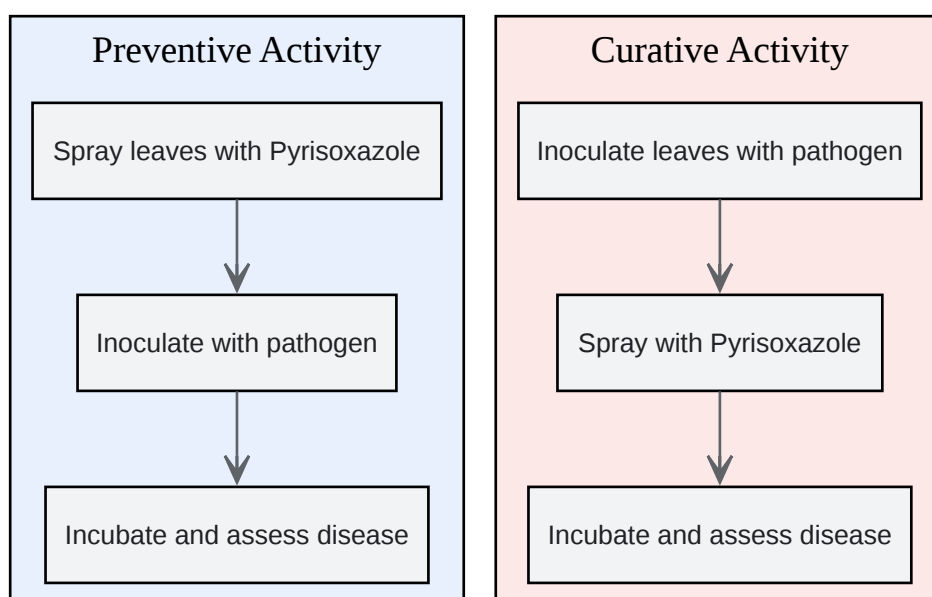 Preventive Activity
Spray leaves with Pyrisoxazole
Inoculate with pathogen
Incubate and assess disease
Curative Activity
Inoculate leaves with pathogen
Spray with Pyrisoxazole
Incubate and assess disease